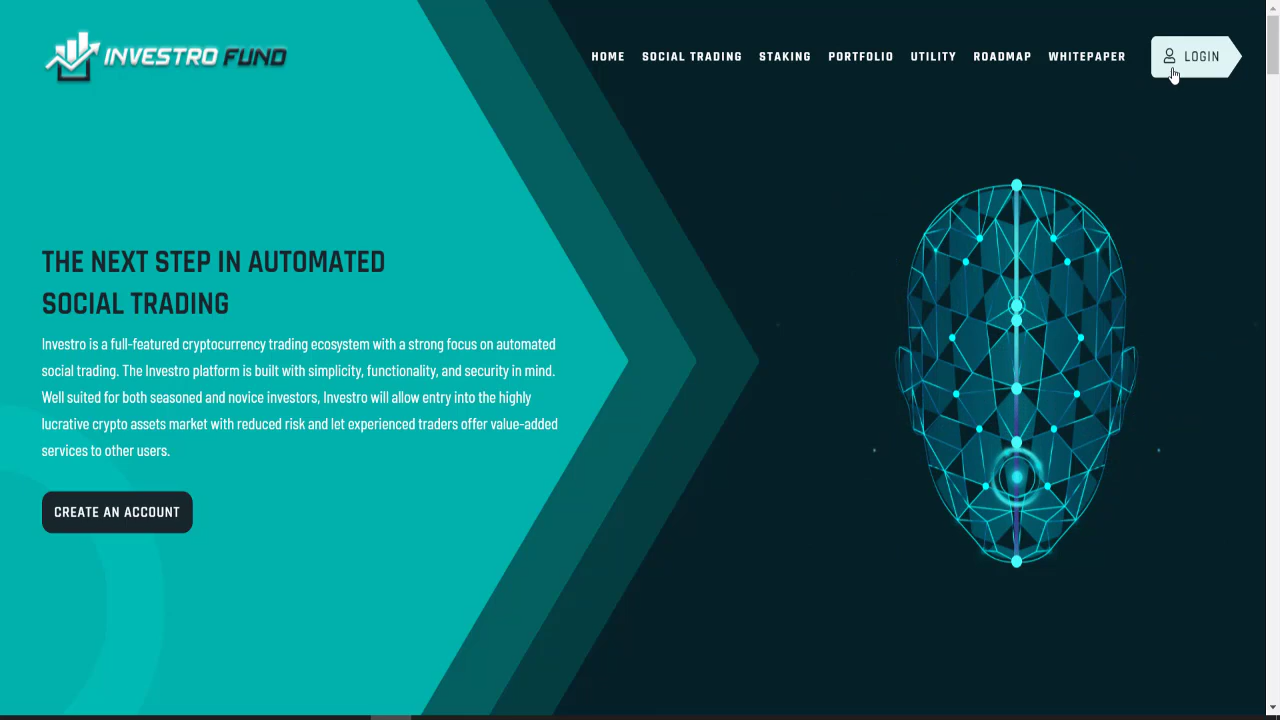 INVESTRO FUND
HOME SOCIAL TRADING STAKING PORTFOLIO UTILITY ROADMAP WHITEPAPER LOGIN
THE NEXT STEP IN AUTOMATED
SOCIAL TRADING
Investro is a full-featured cryptocurrency trading ecosystem with a strong focus on automated
social trading. The Investro platform is built with simplicity, functionality, and security in mind.
Well suited for both seasoned and novice investors, Investro will allow entry into the highly
lucrative crypto assets market with reduced risk and let experienced traders offer value-added
services to other users.
CREATE AN ACCOUNT